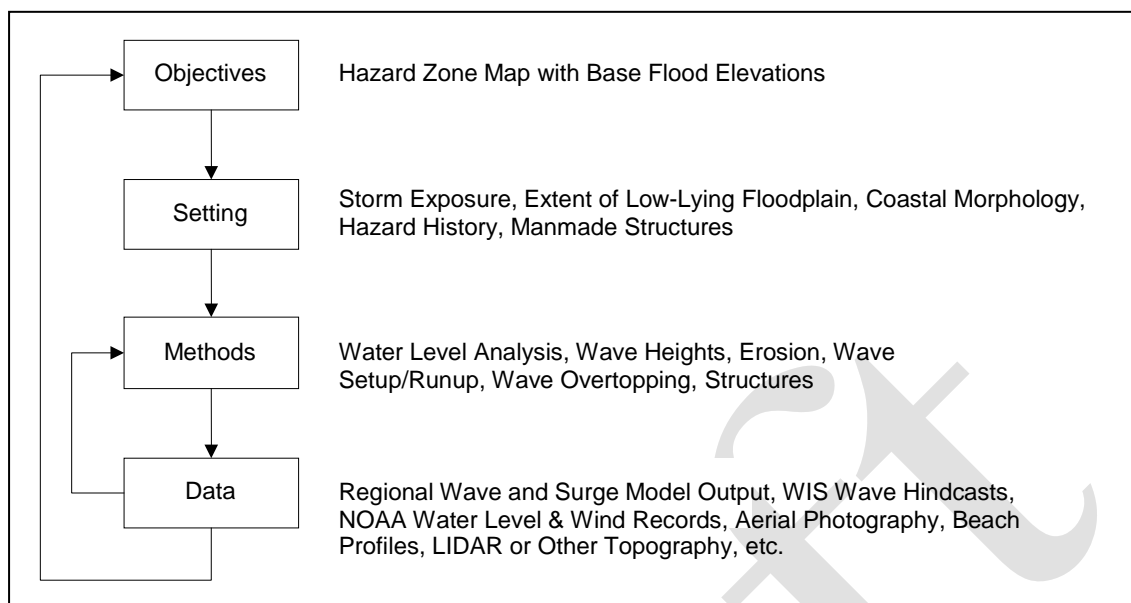 Objectives
Hazard Zone Map with Base Flood Elevations
Setting
Storm Exposure, Extent of Low-Lying Floodplain, Coastal Morphology,
Hazard History, Manmade Structures
Methods
Water Level Analysis, Wave Heights, Erosion, Wave
Setup/Runup, Wave Overtopping, Structures
Data
Regional Wave and Surge Model Output, WIS Wave Hindcasts,
NOAA Water Level & Wind Records, Aerial Photography, Beach
Profiles, LIDAR or Other Topography, etc.
ft